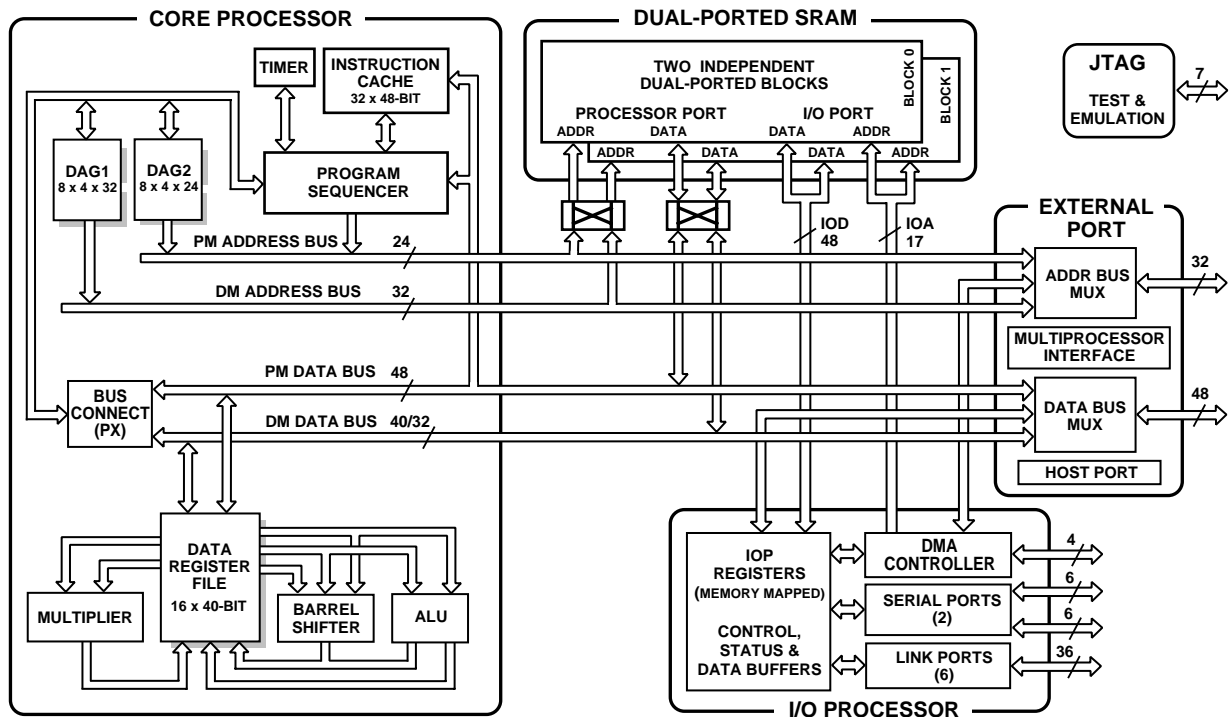 CORE PROCESSOR
TIMER
INSTRUCTION
CACHE
32 x 48-BIT
DAG1
8 x 4 x 32
DAG2
8 x 4 x 24
PROGRAM
SEQUENCER
PM ADDRESS BUS
24
DM ADDRESS BUS
32
PM DATA BUS
48
BUS
CONNECT
(PX)
DM DATA BUS
40/32
DATA
REGISTER
FILE
16 x 40-BIT
MULTIPLIER
BARREL
SHIFTER
ALU
DUAL-PORTED SRAM
TWO INDEPENDENT
DUAL-PORTED BLOCKS
BLOCK 0
BLOCK 1
PROCESSOR PORT
I/O PORT
ADDR
DATA
DATA
ADDR
ADDR
DATA
DATA
ADDR
IOD
48
IOA
17
JTAG
TEST &
EMULATION
7
EXTERNAL
PORT
ADDR BUS
MUX
32
MULTIPROCESSOR
INTERFACE
DATA BUS
MUX
48
HOST PORT
IOP
REGISTERS
(MEMORY MAPPED)
CONTROL,
STATUS &
DATA BUFFERS
DMA
CONTROLLER
4
SERIAL PORTS
(2)
6
6
LINK PORTS
(6)
36
I/O PROCESSOR